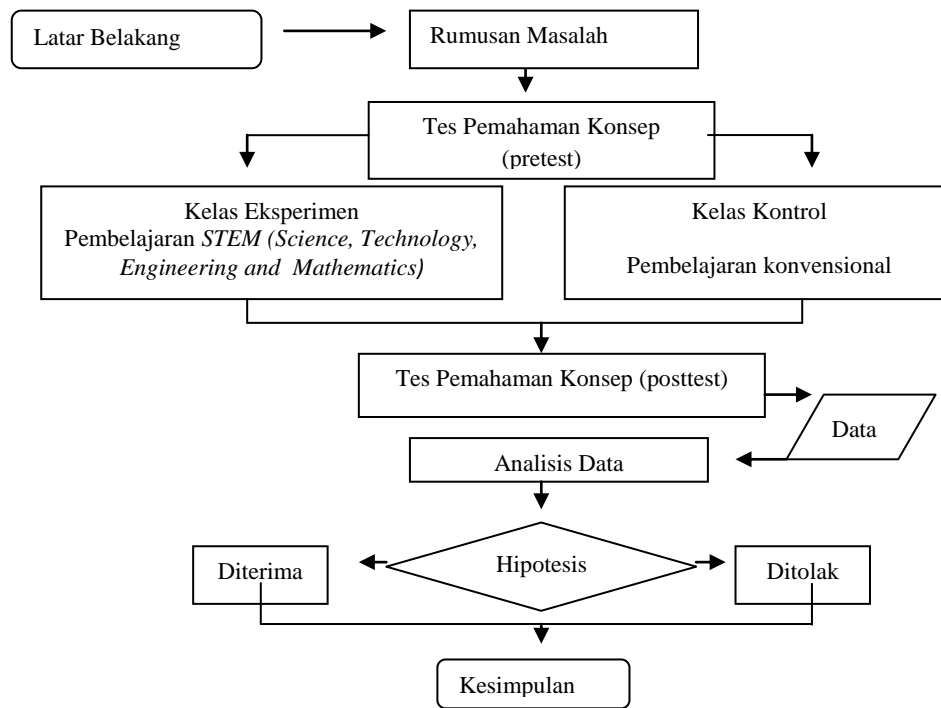 Latar Belakang
Rumusan Masalah
Tes Pemahaman Konsep
(pretest)
Kelas Eksperimen
Pembelajaran STEM (Science, Technology,
Engineering and Mathematics)
Kelas Kontrol
Pembelajaran konvensional
Tes Pemahaman Konsep (posttest)
Data
Analisis Data
Hipotesis
Diterima
Ditolak
Kesimpulan